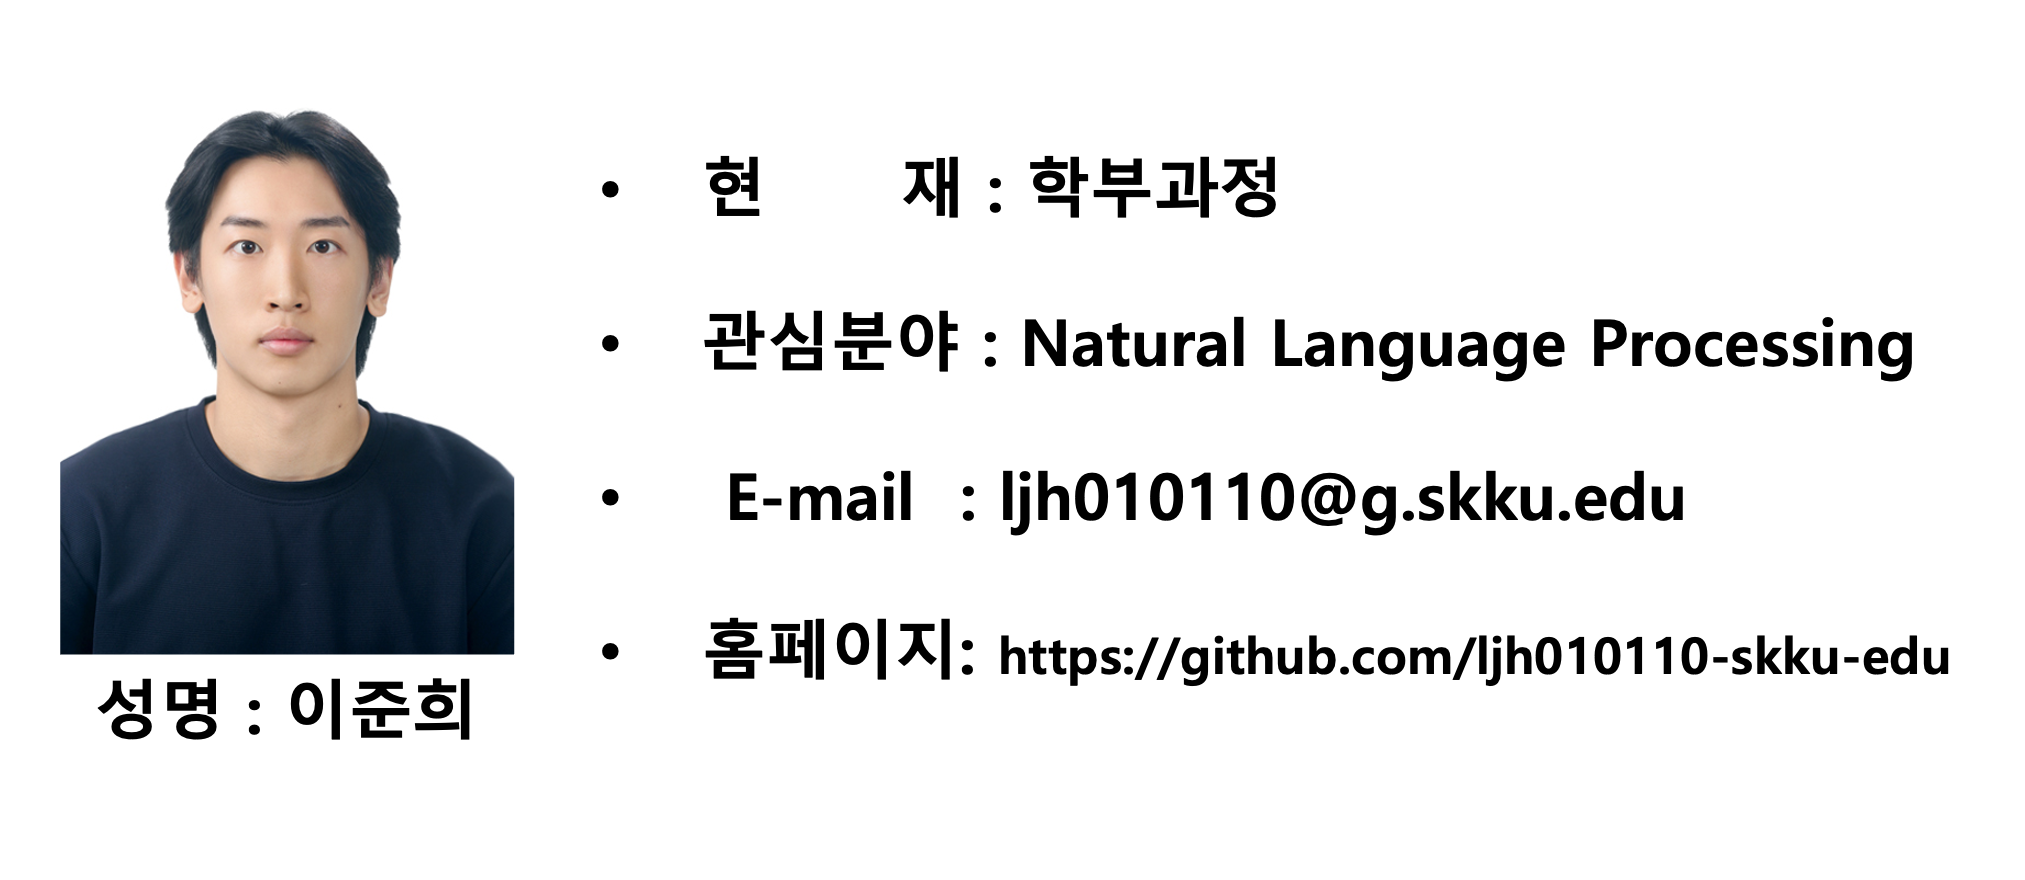 • 현 재 : 학부과정
• 관심분야 : Natural Language Processing
• E-mail : ljh010110@g.skku.edu
• 홈페이지: https://github.com/ljh010110-skku-edu
성명 : 이준희